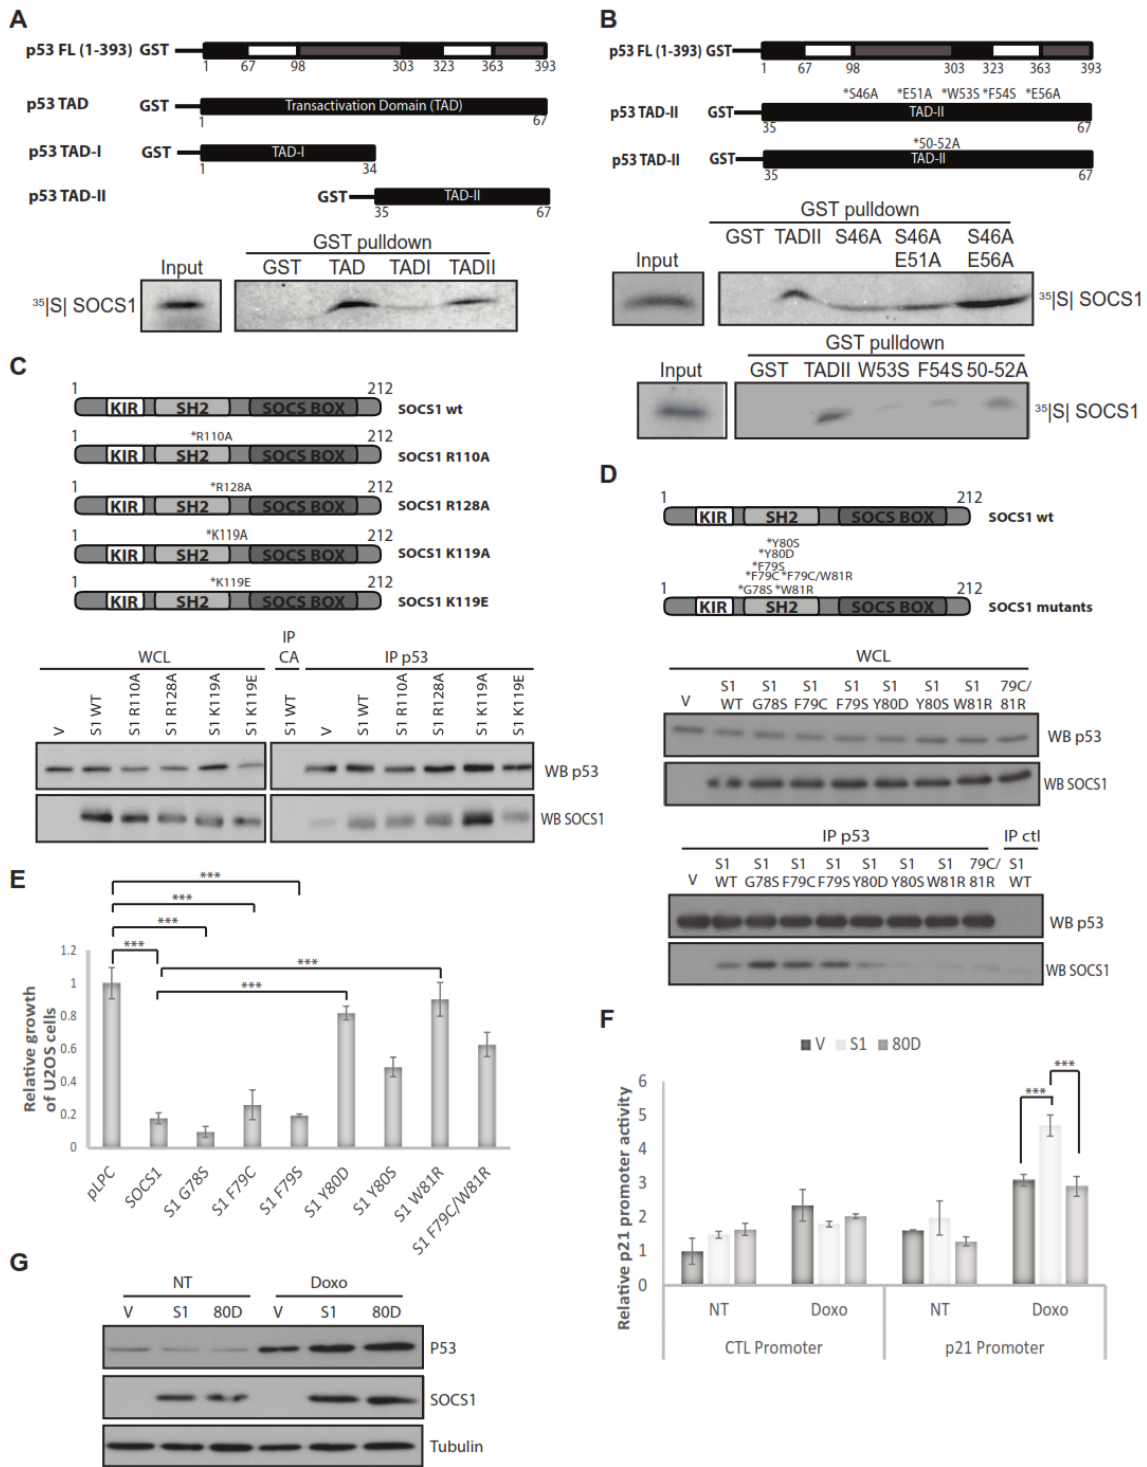 A
p53 FL (1-393) GST
1 67 98 303 323 363 393
p53 TAD GST Transactivation Domain (TAD)
1 67
p53 TAD-I GST TAD-I
1 34
p53 TAD-II GST TAD-II
35 67
GST pulldown
Input GST TAD TADI TADII
³⁵|S| SOCS1
B
p53 FL (1-393) GST
1 67 98 303 323 363 393
*S46A *E51A *W53S *F54S *E56A
p53 TAD-II GST TAD-II
35 67
*50-52A
p53 TAD-II GST TAD-II
35 67
GST pulldown
GST TADII S46A S46A S46A
Input E51A E56A
³⁵|S| SOCS1
GST pulldown
Input GST TADII W53S F54S 50-52A
³⁵|S| SOCS1
C
1 212
KIR SH2 SOCS BOX SOCS1 wt
1 *R110A 212
KIR SH2 SOCS BOX SOCS1 R110A
1 *R128A 212
KIR SH2 SOCS BOX SOCS1 R128A
1 *K119A 212
KIR SH2 SOCS BOX SOCS1 K119A
1 *K119E 212
KIR SH2 SOCS BOX SOCS1 K119E
IP
WCL CA IP p53
V S1 WT S1 R110A S1 R128A S1 K119A S1 K119E S1 WT V S1 WT S1 R110A S1 R128A S1 K119A S1 K119E
WB p53
WB SOCS1
D
1 212
KIR SH2 SOCS BOX SOCS1 wt
*Y80S
*Y80D
*F79S
*F79C *F79C/W81R
1 *G78S *W81R 212
KIR SH2 SOCS BOX SOCS1 mutants
WCL
S1 S1 S1 S1 S1 S1 S1 79C/
V WT G78S F79C F79S Y80D Y80S W81R 81R
WB p53
WB SOCS1
IP p53 IP ctl
S1 S1 S1 S1 S1 S1 S1 79C/ S1
V WT G78S F79C F79S Y80D Y80S W81R 81R WT
WB p53
WB SOCS1
E
***
***
***
***
***
***
Relative growth
of U2OS cells
1.2
1
0.8
0.6
0.4
0.2
0
pLPC SOCS1 S1 G78S S1 F79C S1 F79S S1 Y80D S1 Y80S S1 W81R S1 F79C/W81R
F
V S1 80D
Relative p21 promoter activity
6
5
4
3
2
1
0
*** ***
NT Doxo NT Doxo
CTL Promoter p21 Promoter
G
NT Doxo
V S1 80D V S1 80D
P53
SOCS1
Tubulin